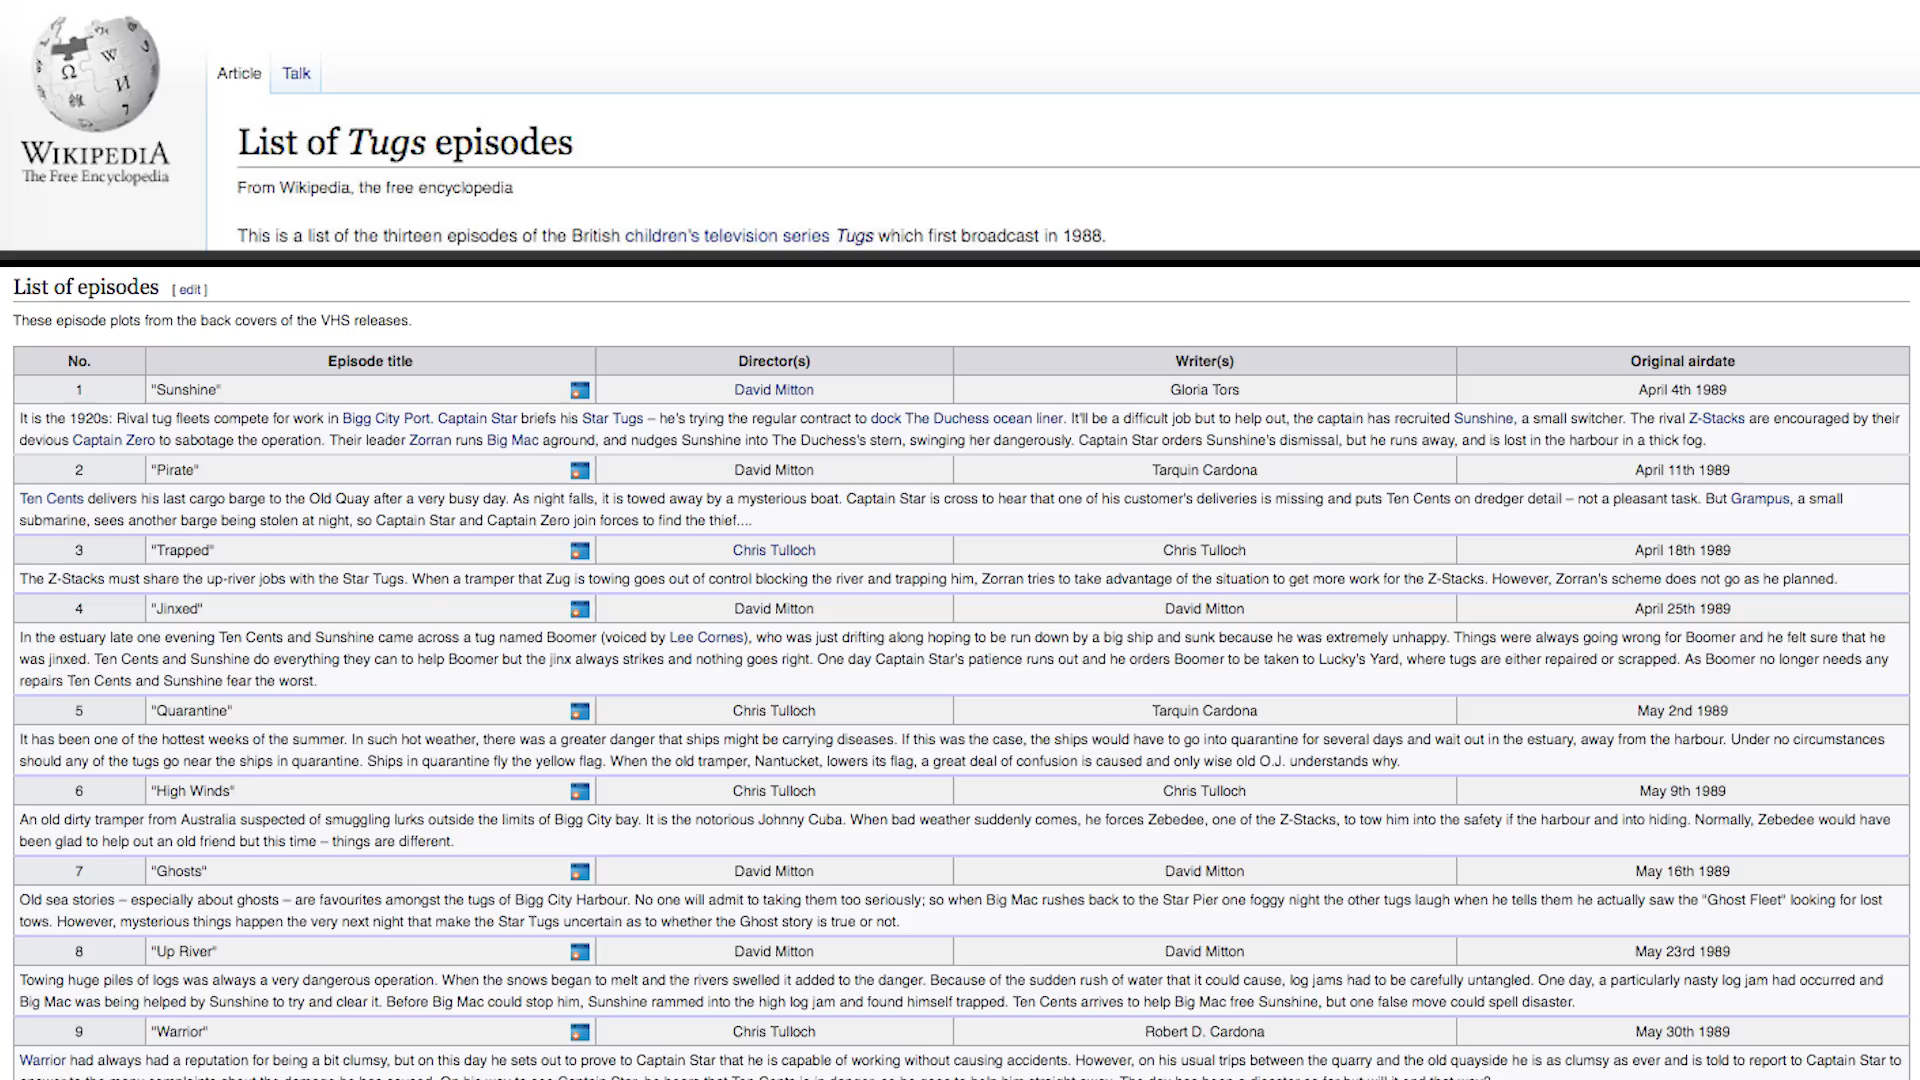 Article Talk
WIKIPEDIA
The Free Encyclopedia
List of Tugs episodes
From Wikipedia, the free encyclopedia
This is a list of the thirteen episodes of the British children's television series Tugs which first broadcast in 1988.
List of episodes [ edit ]
These episode plots from the back covers of the VHS releases.
No. Episode title Director(s) Writer(s) Original airdate
1 "Sunshine" David Mitton Gloria Tors April 4th 1989
It is the 1920s: Rival tug fleets compete for work in Bigg City Port. Captain Star briefs his Star Tugs – he's trying the regular contract to dock The Duchess ocean liner. It'll be a difficult job but to help out, the captain has recruited Sunshine, a small switcher. The rival Z-Stacks are encouraged by their
devious Captain Zero to sabotage the operation. Their leader Zorran runs Big Mac aground, and nudges Sunshine into The Duchess's stern, swinging her dangerously. Captain Star orders Sunshine's dismissal, but he runs away, and is lost in the harbour in a thick fog.
2 "Pirate" David Mitton Tarquin Cardona April 11th 1989
Ten Cents delivers his last cargo barge to the Old Quay after a very busy day. As night falls, it is towed away by a mysterious boat. Captain Star is cross to hear that one of his customer's deliveries is missing and puts Ten Cents on dredger detail – not a pleasant task. But Grampus, a small
submarine, sees another barge being stolen at night, so Captain Star and Captain Zero join forces to find the thief....
3 "Trapped" Chris Tulloch Chris Tulloch April 18th 1989
The Z-Stacks must share the up-river jobs with the Star Tugs. When a tramper that Zug is towing goes out of control blocking the river and trapping him, Zorran tries to take advantage of the situation to get more work for the Z-Stacks. However, Zorran's scheme does not go as he planned.
4 "Jinxed" David Mitton David Mitton April 25th 1989
In the estuary late one evening Ten Cents and Sunshine came across a tug named Boomer (voiced by Lee Cornes), who was just drifting along hoping to be run down by a big ship and sunk because he was extremely unhappy. Things were always going wrong for Boomer and he felt sure that he
was jinxed. Ten Cents and Sunshine do everything they can to help Boomer but the jinx always strikes and nothing goes right. One day Captain Star's patience runs out and he orders Boomer to be taken to Lucky's Yard, where tugs are either repaired or scrapped. As Boomer no longer needs any
repairs Ten Cents and Sunshine fear the worst.
5 "Quarantine" Chris Tulloch Tarquin Cardona May 2nd 1989
It has been one of the hottest weeks of the summer. In such hot weather, there was a greater danger that ships might be carrying diseases. If this was the case, the ships would have to go into quarantine for several days and wait out in the estuary, away from the harbour. Under no circumstances
should any of the tugs go near the ships in quarantine. Ships in quarantine fly the yellow flag. When the old tramper, Nantucket, lowers its flag, a great deal of confusion is caused and only wise old O.J. understands why.
6 "High Winds" Chris Tulloch Chris Tulloch May 9th 1989
An old dirty tramper from Australia suspected of smuggling lurks outside the limits of Bigg City bay. It is the notorious Johnny Cuba. When bad weather suddenly comes, he forces Zebedee, one of the Z-Stacks, to tow him into the safety if the harbour and into hiding. Normally, Zebedee would have
been glad to help out an old friend but this time – things are different.
7 "Ghosts" David Mitton David Mitton May 16th 1989
Old sea stories – especially about ghosts – are favourites amongst the tugs of Bigg City Harbour. No one will admit to taking them too seriously; so when Big Mac rushes back to the Star Pier one foggy night the other tugs laugh when he tells them he actually saw the "Ghost Fleet" looking for lost
tows. However, mysterious things happen the very next night that make the Star Tugs uncertain as to whether the Ghost story is true or not.
8 "Up River" David Mitton David Mitton May 23rd 1989
Towing huge piles of logs was always a very dangerous operation. When the snows began to melt and the rivers swelled it added to the danger. Because of the sudden rush of water that it could cause, log jams had to be carefully untangled. One day, a particularly nasty log jam had occurred and
Big Mac was being helped by Sunshine to try and clear it. Before Big Mac could stop him, Sunshine rammed into the high log jam and found himself trapped. Ten Cents arrives to help Big Mac free Sunshine, but one false move could spell disaster.
9 "Warrior" Chris Tulloch Robert D. Cardona May 30th 1989
Warrior had always had a reputation for being a bit clumsy, but on this day he sets out to prove to Captain Star that he is capable of working without causing accidents. However, on his usual trips between the quarry and the old quayside he is as clumsy as ever and is told to report to Captain Star to